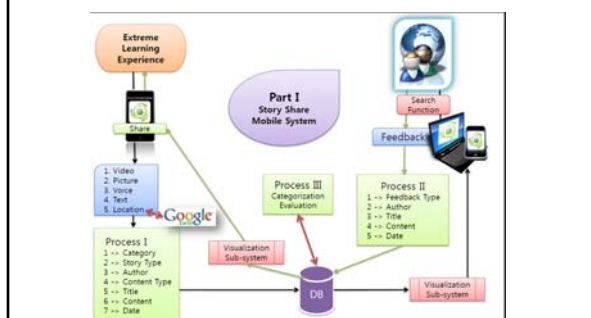 Extreme
Learning
Experience
Share
1. Video
2. Picture
3. Voice
4. Text
5. Location
Google
Process I
1 -> Category
2 -> Story Type
3 -> Author
4 -> Content Type
5 -> Title
6 -> Content
7 -> Date
Part I
Story Share
Mobile System
Process III
Categorization
Evaluation
Visualization
Sub-system
DB
Search
Function
Feedback
Process II
1 -> Feedback Type
2 -> Author
3 -> Title
4 -> Content
5 -> Date
Visualization
Sub-system